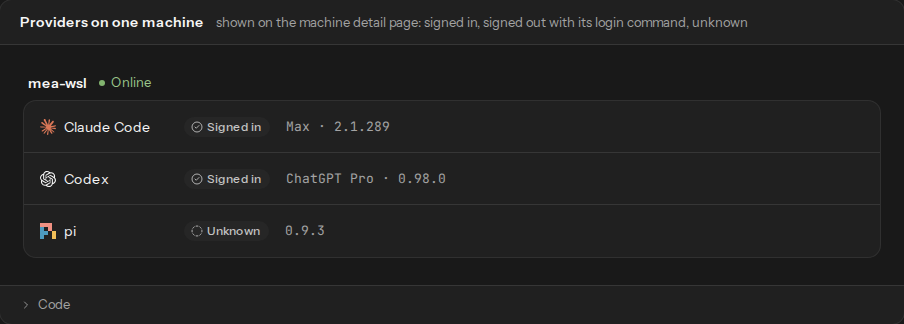 Providers on one machine shown on the machine detail page: signed in, signed out with its login command, unknown
mea-wsl Online
Claude Code Signed in Max · 2.1.289
Codex Signed in ChatGPT Pro · 0.98.0
pi Unknown 0.9.3
Code